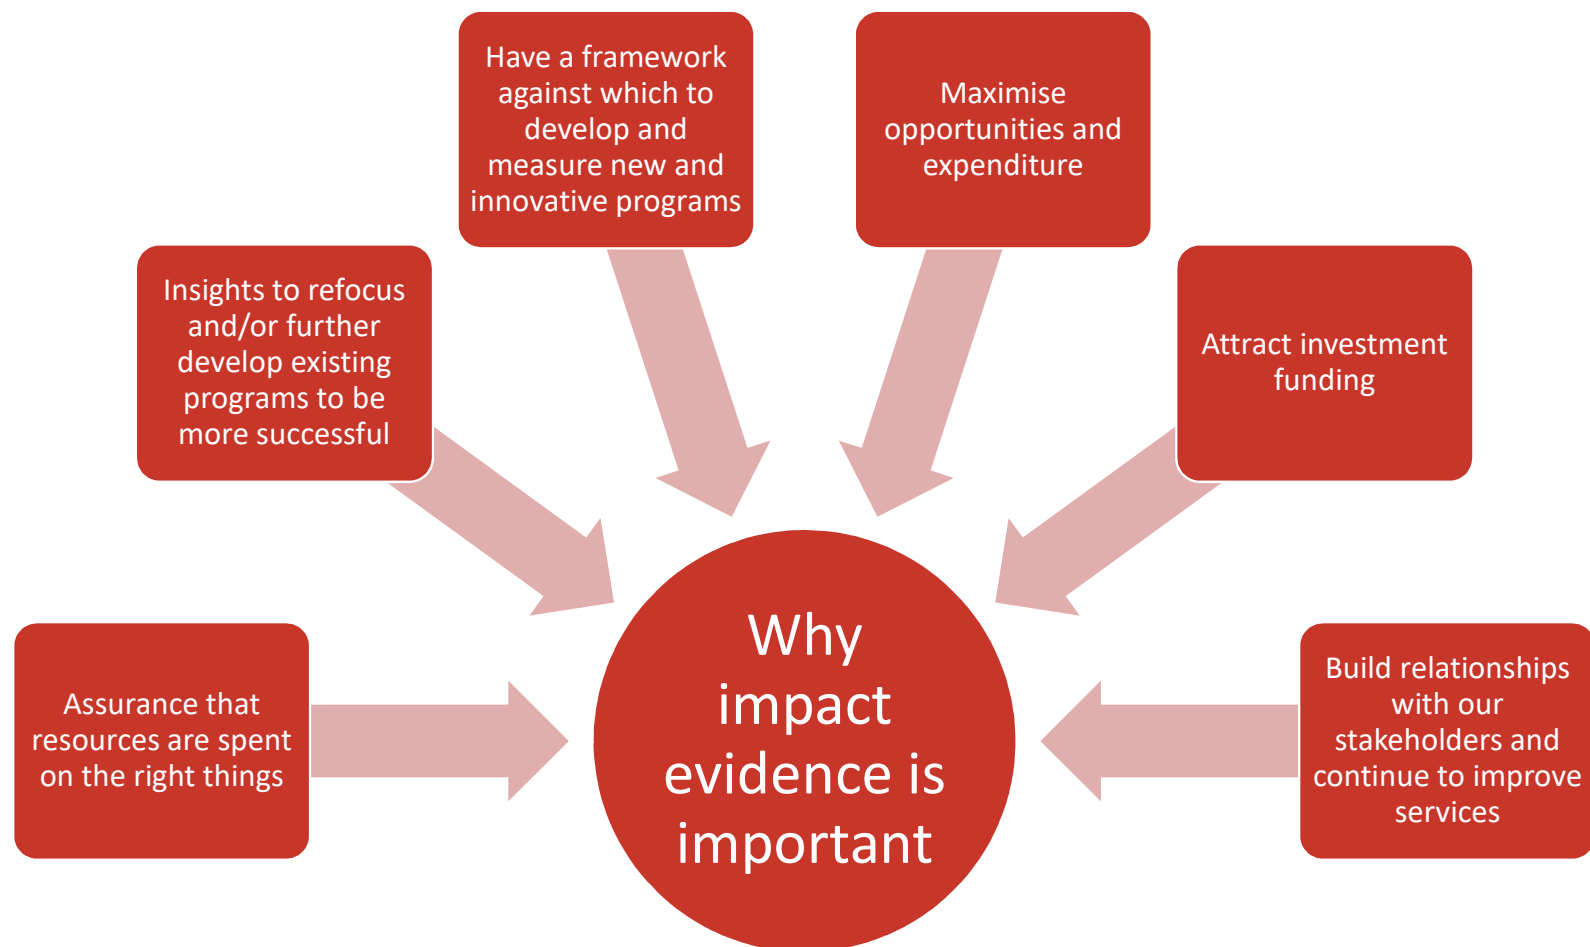 Have a framework
against which to
develop and
measure new and
innovative programs
Maximise
opportunities and
expenditure
Insights to refocus
and/or further
develop existing
programs to be
more successful
Attract investment
funding
Assurance that
resources are spent
on the right things
Why
impact
evidence is
important
Build relationships
with our
stakeholders and
continue to improve
services